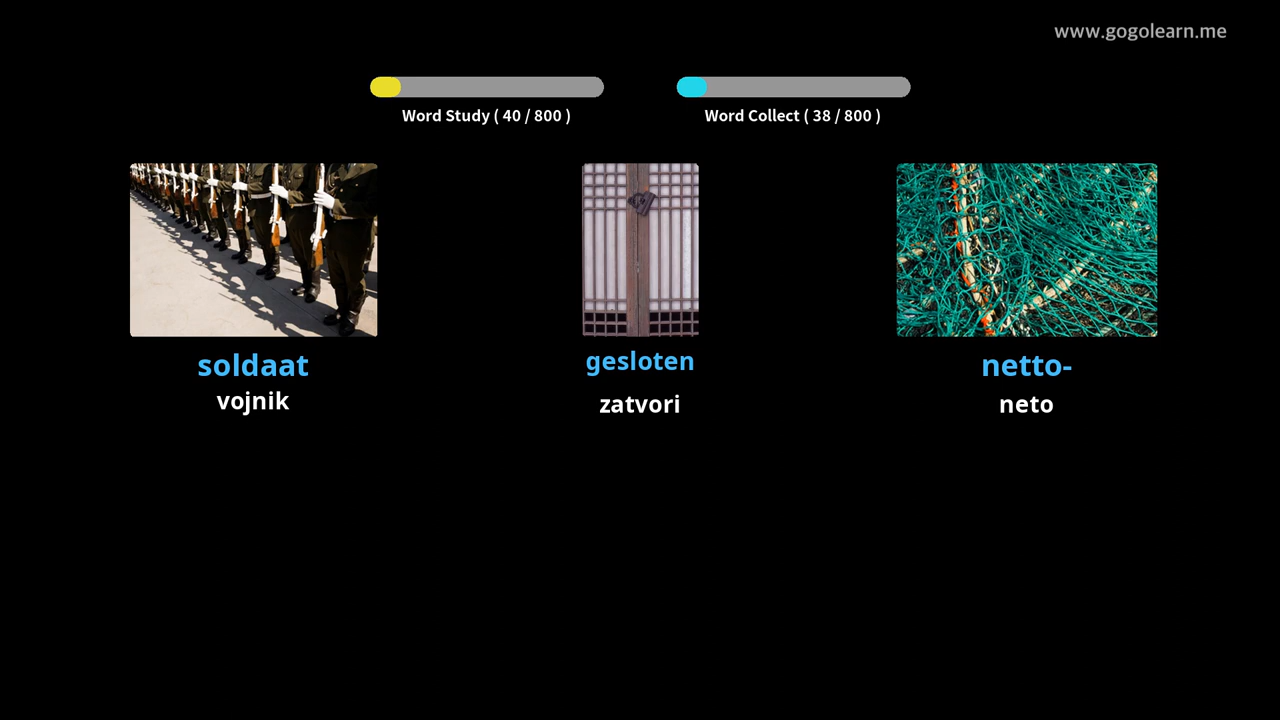 www.gogolearn.me
Word Study ( 40 / 800 )
Word Collect ( 38 / 800 )
soldaat
vojnik
gesloten
zatvori
netto-
neto